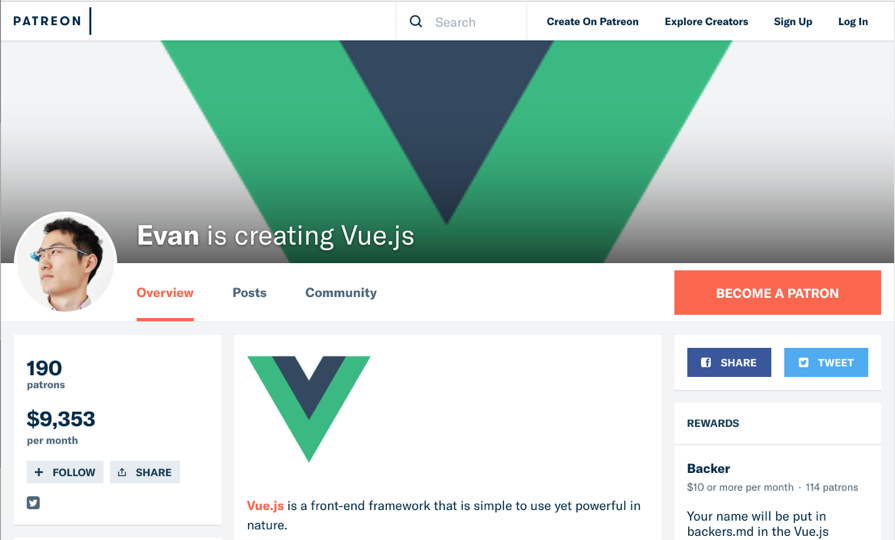 PATREON
Search
Create On Patreon
Explore Creators
Sign Up
Log In
Evan is creating Vue.js
Overview
Posts
Community
BECOME A PATRON
190
patrons
$9,353
per month
+ FOLLOW
SHARE
Vue.js is a front-end framework that is simple to use yet powerful in
nature.
SHARE
TWEET
REWARDS
Backer
$10 or more per month · 114 patrons
Your name will be put in
backers.md in the Vue.js